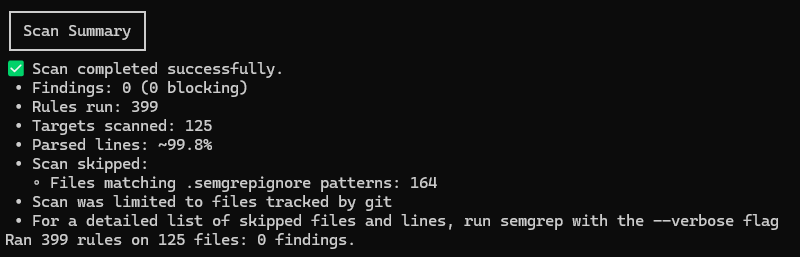 Scan Summary
✅ Scan completed successfully.
• Findings: 0 (0 blocking)
• Rules run: 399
• Targets scanned: 125
• Parsed lines: ~99.8%
• Scan skipped:
◦ Files matching .semgrepignore patterns: 164
• Scan was limited to files tracked by git
• For a detailed list of skipped files and lines, run semgrep with the --verbose flag
Ran 399 rules on 125 files: 0 findings.